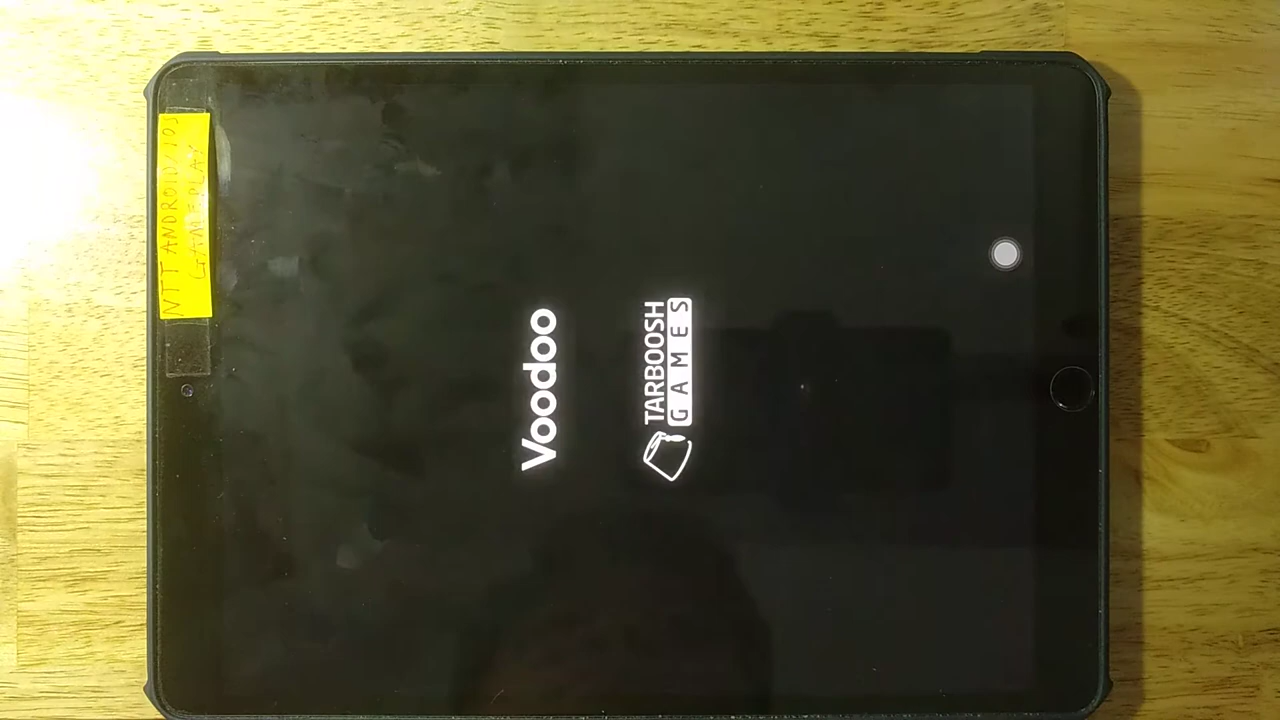 NTT ANDROID/IOS
GAMEPLAY
Voodoo
TARBOOSH
GAMES